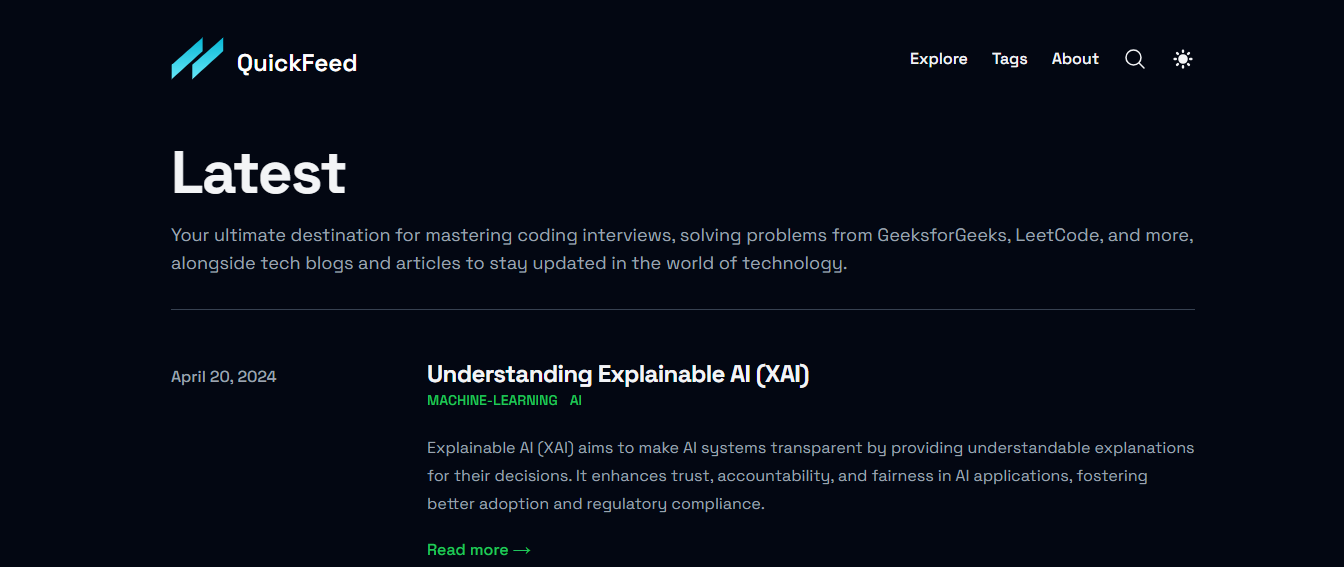 QuickFeed
Explore Tags About
Latest
Your ultimate destination for mastering coding interviews, solving problems from GeeksforGeeks, LeetCode, and more,
alongside tech blogs and articles to stay updated in the world of technology.
April 20, 2024
Understanding Explainable AI (XAI)
MACHINE-LEARNING AI
Explainable AI (XAI) aims to make AI systems transparent by providing understandable explanations
for their decisions. It enhances trust, accountability, and fairness in AI applications, fostering
better adoption and regulatory compliance.
Read more →